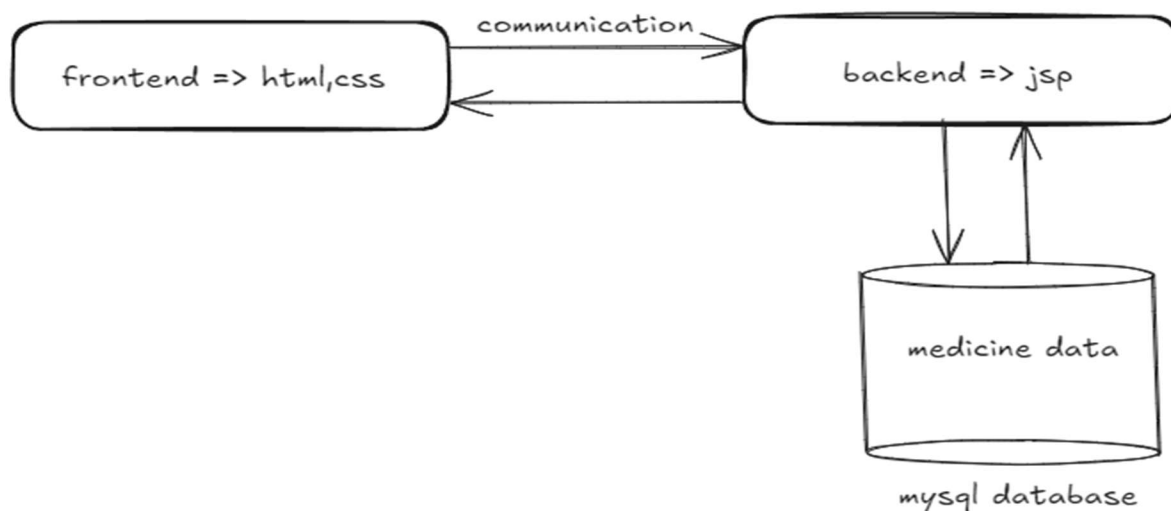 communication
frontend => html,css
backend => jsp
medicine data
mysql database